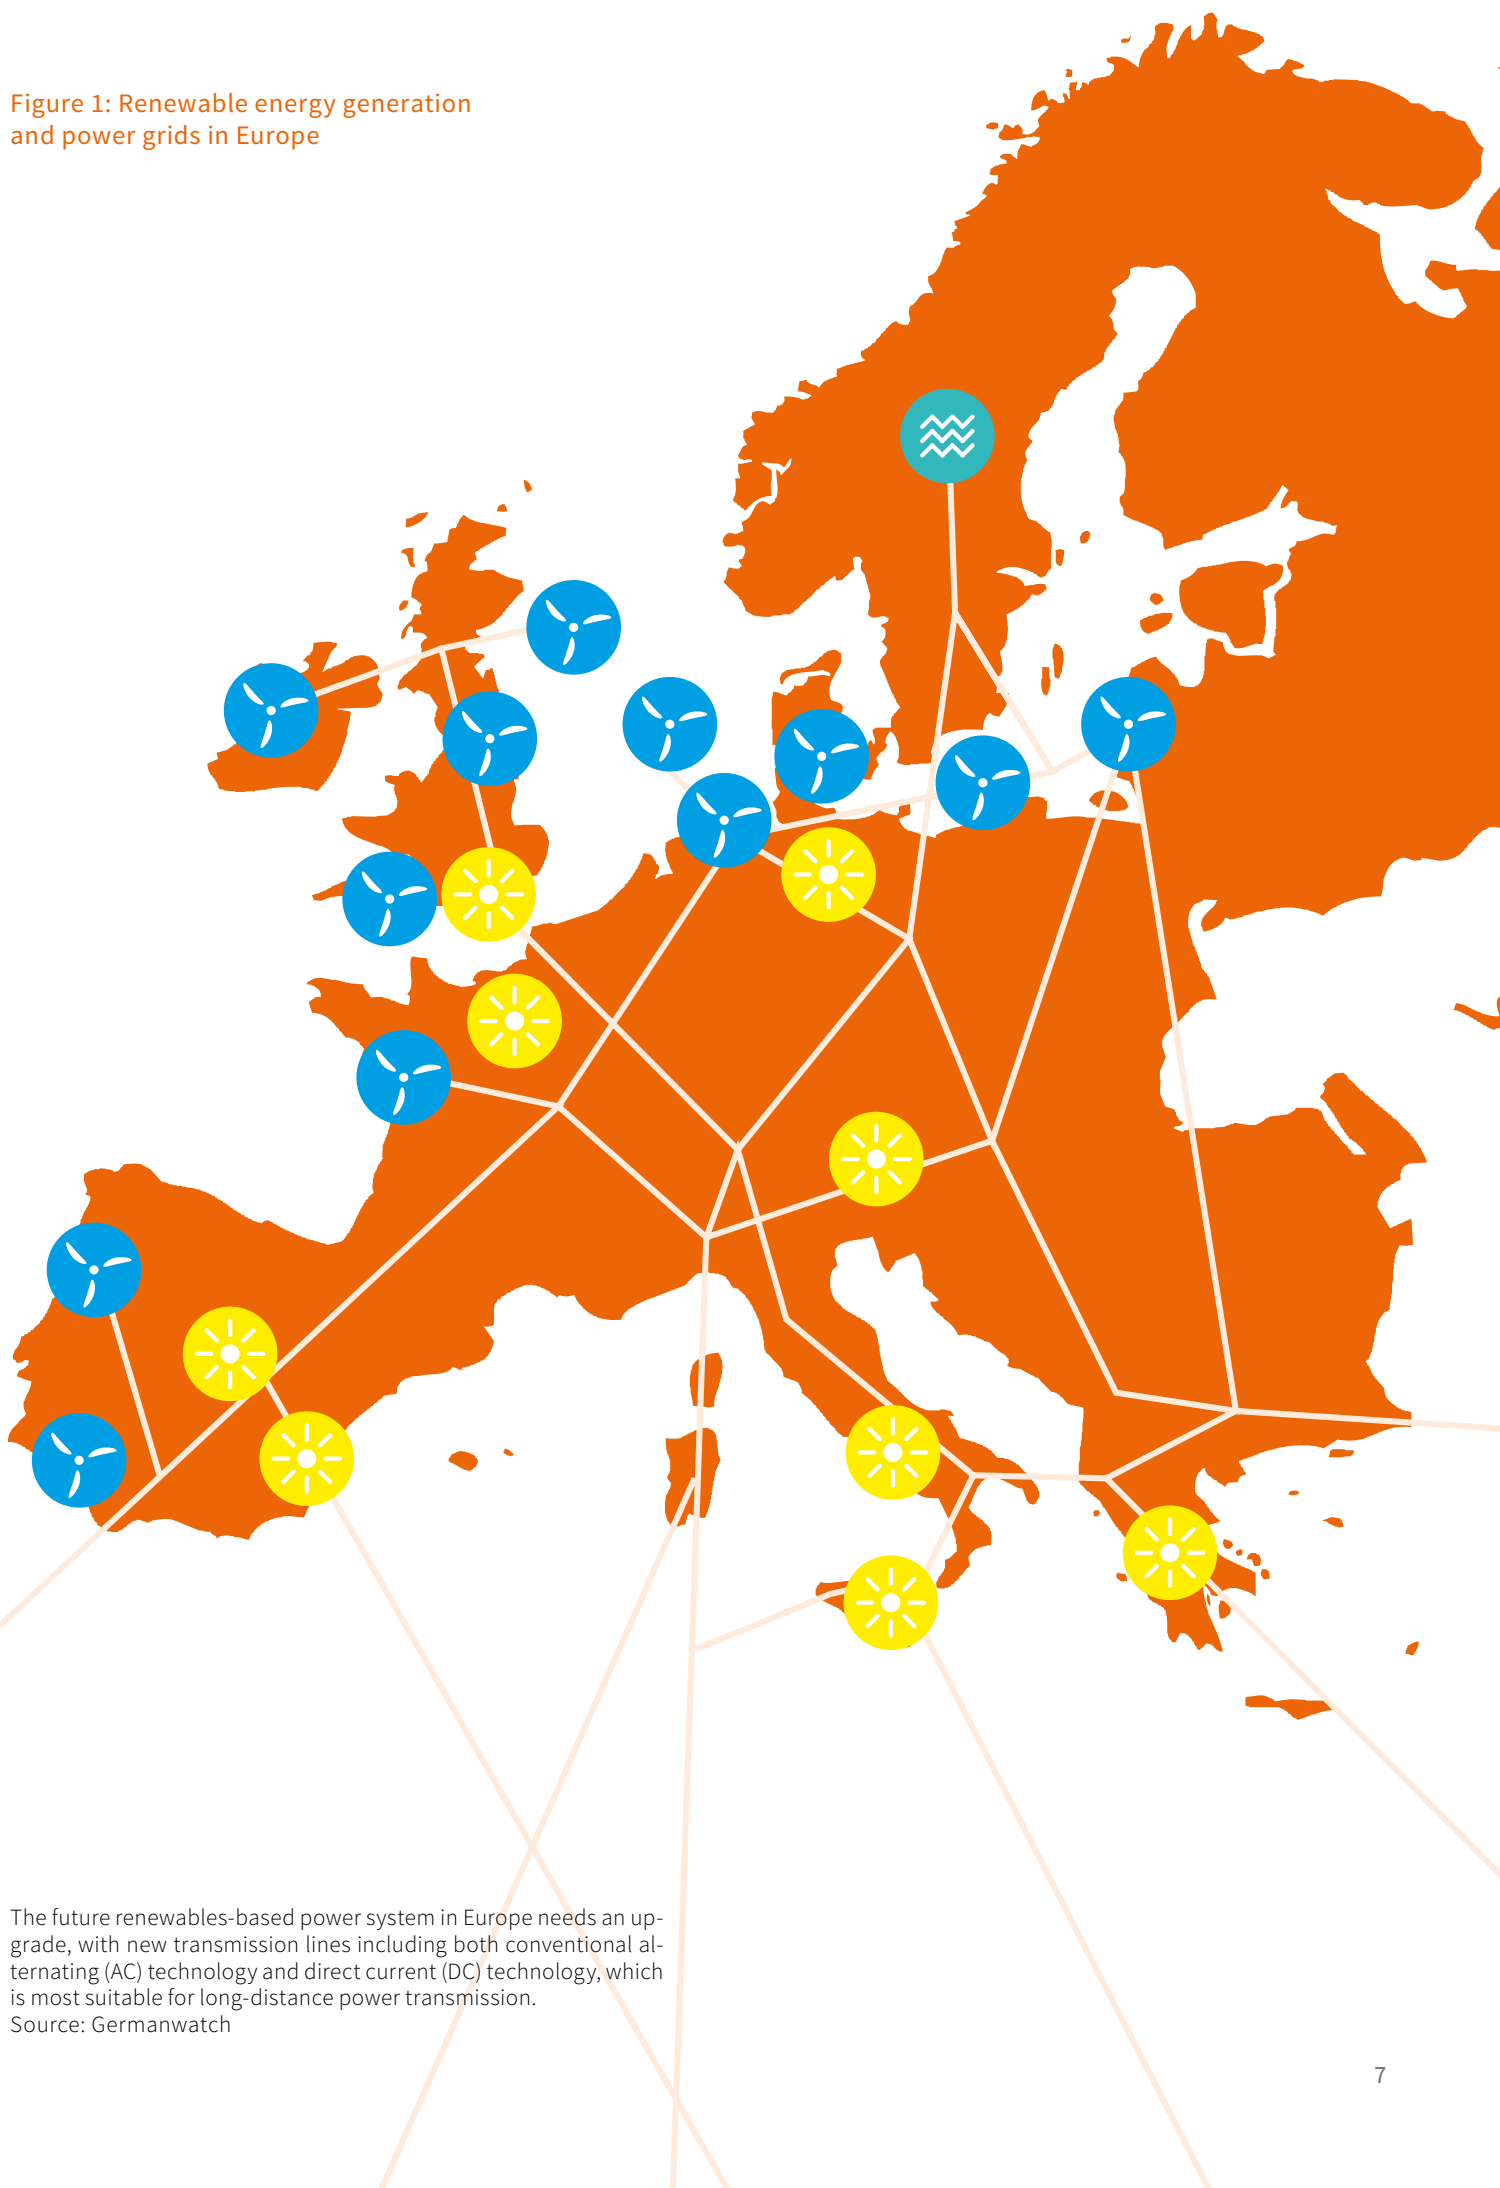 Figure 1: Renewable energy generation
and power grids in Europe
The future renewables-based power system in Europe needs an up-
grade, with new transmission lines including both conventional al-
ternating (AC) technology and direct current (DC) technology, which
is most suitable for long-distance power transmission.
Source: Germanwatch
7